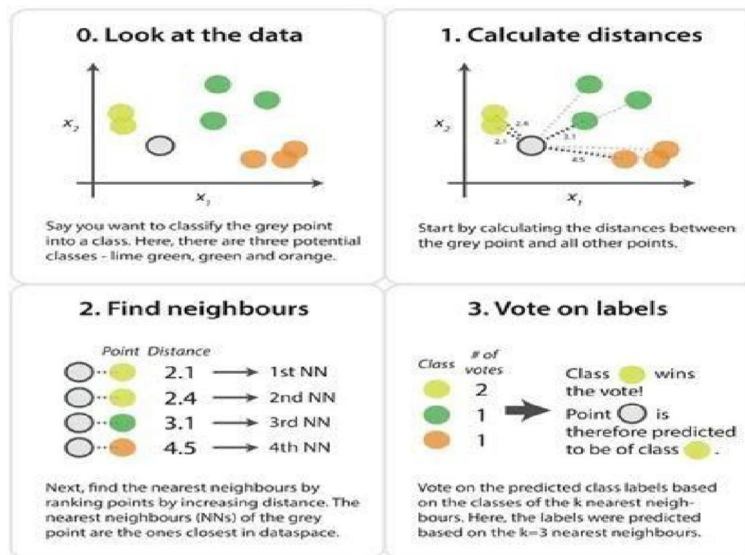 0. Look at the data
x2
x1
Say you want to classify the grey point
into a class. Here, there are three potential
classes - lime green, green and orange.
1. Calculate distances
x2
2.4
2.1
3.1
4.5
x1
Start by calculating the distances between
the grey point and all other points.
2. Find neighbours
Point Distance
2.1 → 1st NN
2.4 → 2nd NN
3.1 → 3rd NN
4.5 → 4th NN
Next, find the nearest neighbours by
ranking points by increasing distance. The
nearest neighbours (NNs) of the grey
point are the ones closest in dataspace.
3. Vote on labels
Class # of votes
2
1
1
Class wins
the vote!
Point is
therefore predicted
to be of class .
Vote on the predicted class labels based
on the classes of the k nearest neigh-
bours. Here, the labels were predicted
based on the k=3 nearest neighbours.